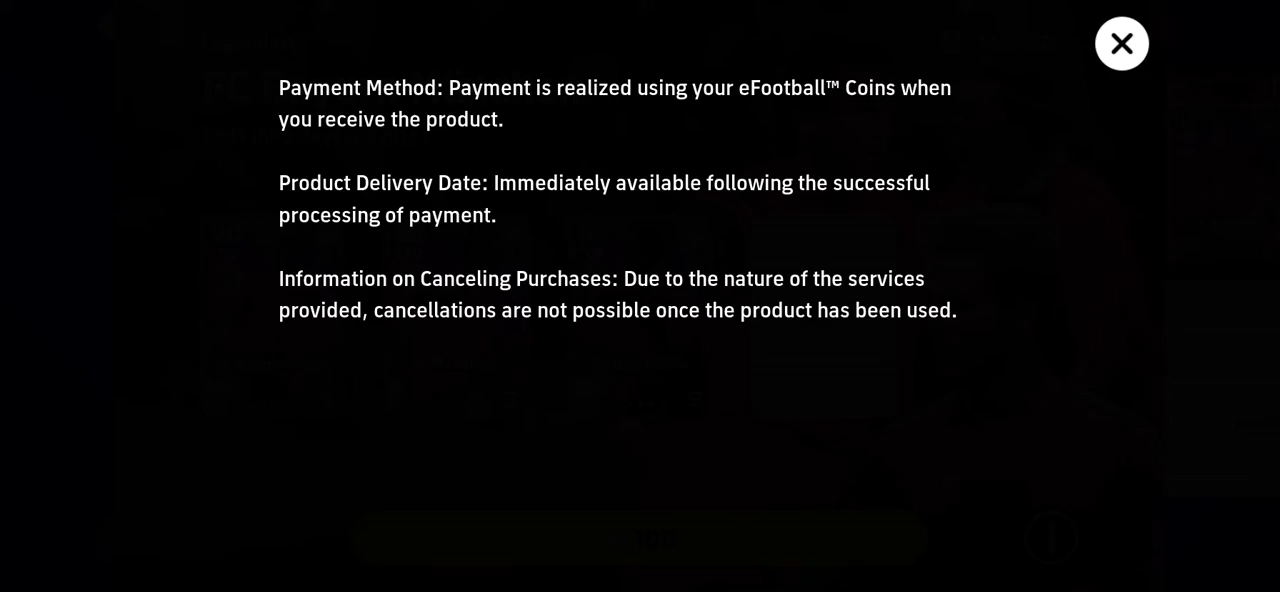 Payment Method: Payment is realized using your eFootball™ Coins when
you receive the product.
Product Delivery Date: Immediately available following the successful
processing of payment.
Information on Canceling Purchases: Due to the nature of the services
provided, cancellations are not possible once the product has been used.
100